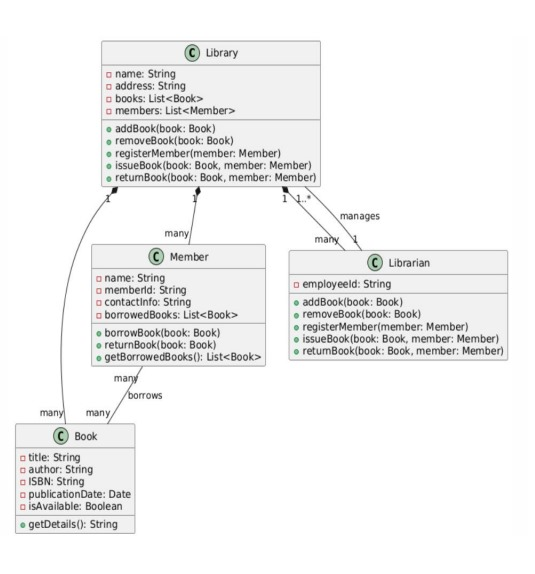 C Library
name: String
address: String
books: List<Book>
members: List<Member>
addBook(book: Book)
removeBook(book: Book)
registerMember(member: Member)
issueBook(book: Book, member: Member)
returnBook(book: Book, member: Member)
1
1
1
1..*
manages
many
many
1
C Member
name: String
memberId: String
contactInfo: String
borrowedBooks: List<Book>
borrowBook(book: Book)
returnBook(book: Book)
getBorrowedBooks(): List<Book>
C Librarian
employeeId: String
addBook(book: Book)
removeBook(book: Book)
registerMember(member: Member)
issueBook(book: Book, member: Member)
returnBook(book: Book, member: Member)
many
borrows
many
many
C Book
title: String
author: String
ISBN: String
publicationDate: Date
isAvailable: Boolean
getDetails(): String